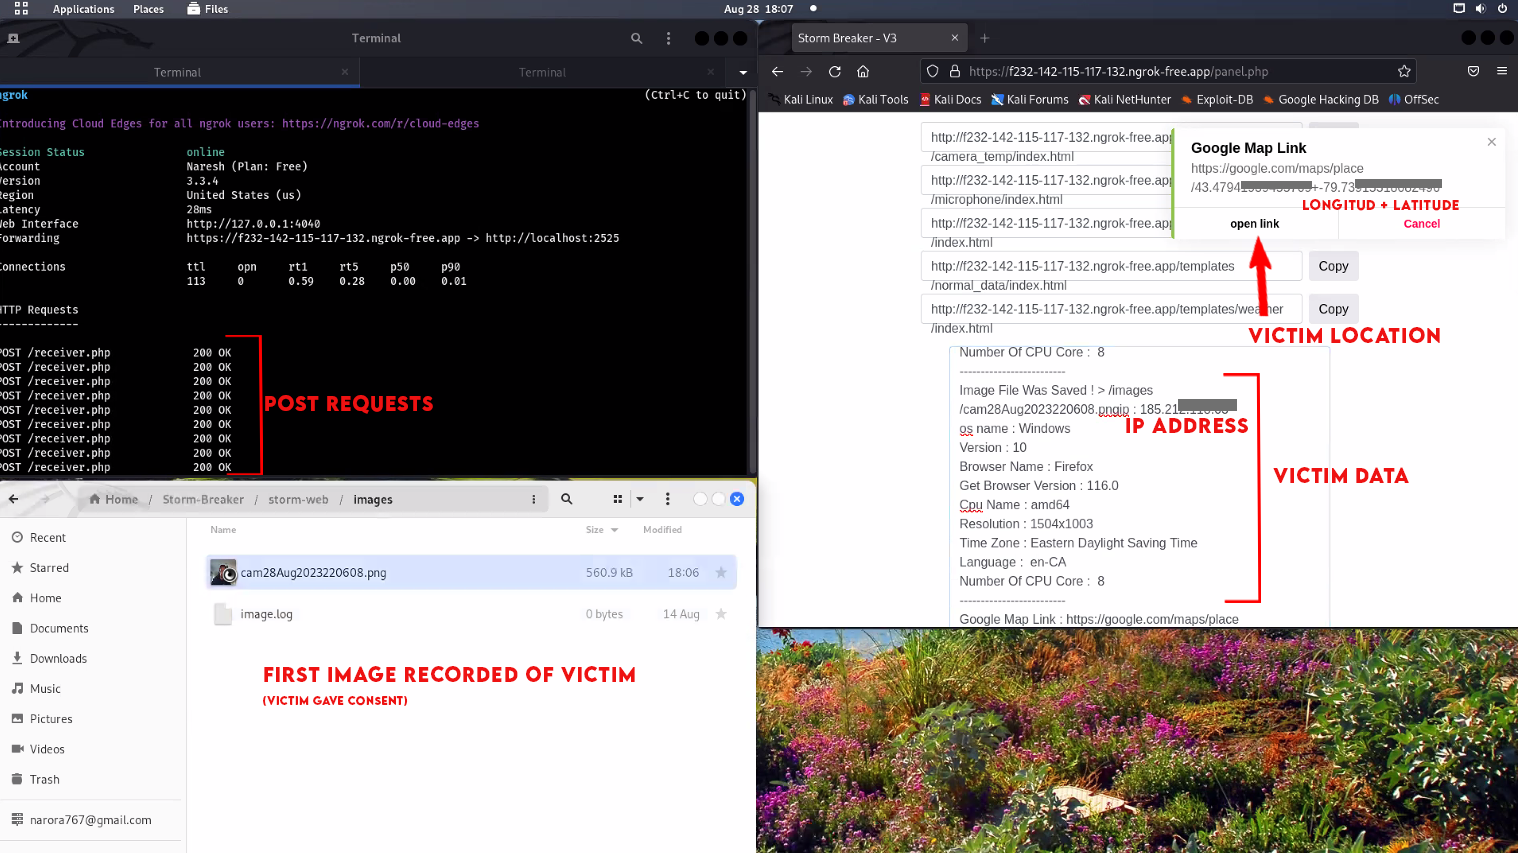 Applications Places Files
Aug 28 18:07
Terminal
Terminal
Terminal
ngrok
(Ctrl+C to quit)
Introducing Cloud Edges for all ngrok users: https://ngrok.com/r/cloud-edges
Session Status online
Account Naresh (Plan: Free)
Version 3.3.4
Region United States (us)
Latency 28ms
Web Interface http://127.0.0.1:4040
Forwarding https://f232-142-115-117-132.ngrok-free.app -> http://localhost:2525
Connections ttl opn rt1 rt5 p50 p90
113 0 0.59 0.28 0.00 0.01
HTTP Requests
-------------
POST /receiver.php 200 OK
POST /receiver.php 200 OK
POST /receiver.php 200 OK
POST /receiver.php 200 OK
POST /receiver.php 200 OK
POST /receiver.php 200 OK
POST /receiver.php 200 OK
POST /receiver.php 200 OK
POST /receiver.php 200 OK
POST REQUESTS
Storm Breaker - V3
https://f232-142-115-117-132.ngrok-free.app/panel.php
Kali Linux Kali Tools Kali Docs Kali Forums Kali NetHunter Exploit-DB Google Hacking DB OffSec
http://f232-142-115-117-132.ngrok-free.app
/camera_temp/index.html
http://f232-142-115-117-132.ngrok-free.app
/microphone/index.html
http://f232-142-115-117-132.ngrok-free.app
/index.html
http://f232-142-115-117-132.ngrok-free.app/templates
/normal_data/index.html
Copy
http://f232-142-115-117-132.ngrok-free.app/templates/weather
/index.html
Copy
Google Map Link
https://google.com/maps/place
/43.4794 +-79.739
LONGITUD + LATITUDE
open link
Cancel
VICTIM LOCATION
Number Of CPU Core : 8
-------------------------
Image File Was Saved ! > /images
/cam28Aug2023220608.pngip : 185.212.
IP ADDRESS
os name : Windows
Version : 10
Browser Name : Firefox
Get Browser Version : 116.0
Cpu Name : amd64
Resolution : 1504x1003
Time Zone : Eastern Daylight Saving Time
Language : en-CA
Number Of CPU Core : 8
-------------------------
Google Map Link : https://google.com/maps/place
VICTIM DATA
Home / Storm-Breaker / storm-web / images
Name Size Modified
cam28Aug2023220608.png 560.9 kB 18:06
image.log 0 bytes 14 Aug
FIRST IMAGE RECORDED OF VICTIM
(VICTIM GAVE CONSENT)
Recent
Starred
Home
Documents
Downloads
Music
Pictures
Videos
Trash
narora767@gmail.com